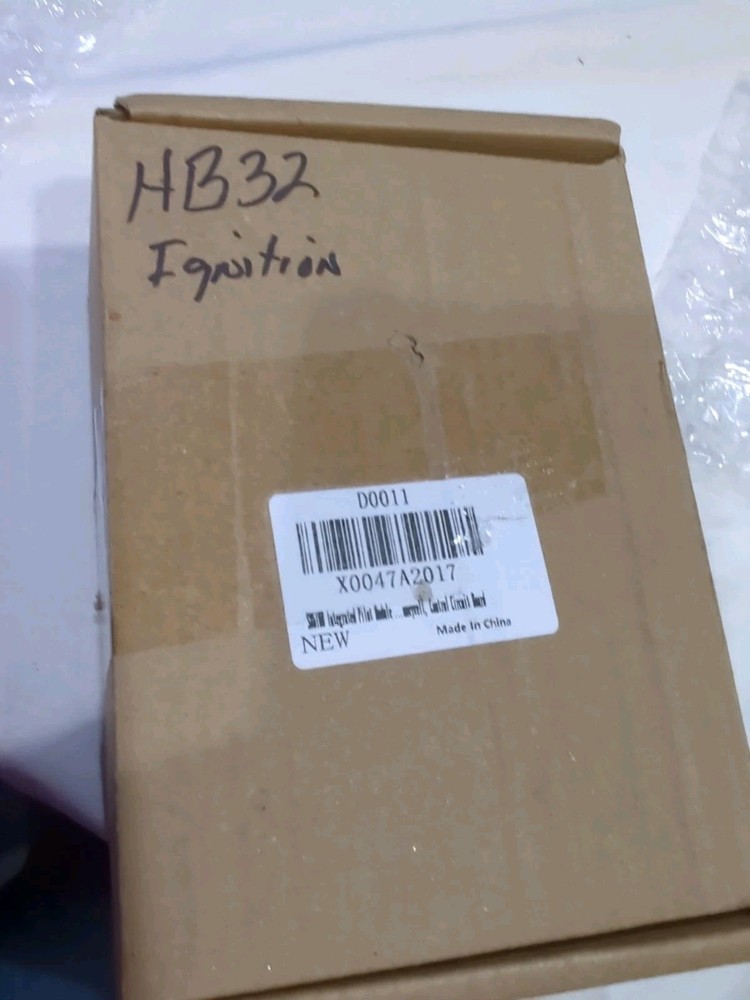 HB32
Ignition
D0011
X0047A2017
Integrated Pilot Module ... Control Circuit Board
NEW
Made In China